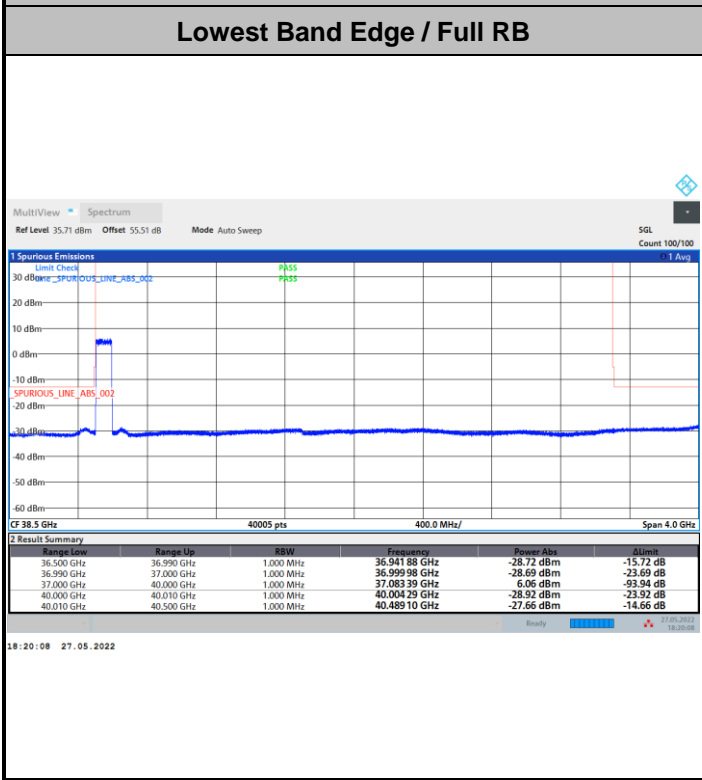 Lowest Band Edge / Full RB
MultiView Spectrum
Ref Level 35.71 dBm Offset 55.51 dB Mode Auto Sweep SGL
Count 100/100
1 Spurious Emissions 1 Avg
Limit Check PASS
30 dBm Line _SPURIOUS_LINE_ABS_002 PASS
20 dBm
10 dBm
0 dBm
-10 dBm
_SPURIOUS_LINE_ABS_002
-20 dBm
-30 dBm
-40 dBm
-50 dBm
-60 dBm
CF 38.5 GHz 40005 pts 400.0 MHz/ Span 4.0 GHz
2 Result Summary
Range Low Range Up RBW Frequency Power Abs ΔLimit
36.500 GHz 36.990 GHz 1.000 MHz 36.941 88 GHz -28.72 dBm -15.72 dB
36.990 GHz 37.000 GHz 1.000 MHz 36.999 98 GHz -28.69 dBm -23.69 dB
37.000 GHz 40.000 GHz 1.000 MHz 37.083 39 GHz 6.06 dBm -93.94 dB
40.000 GHz 40.010 GHz 1.000 MHz 40.004 29 GHz -28.92 dBm -23.92 dB
40.010 GHz 40.500 GHz 1.000 MHz 40.489 10 GHz -27.66 dBm -14.66 dB
Ready 27.05.2022
18:20:08
18:20:08 27.05.2022